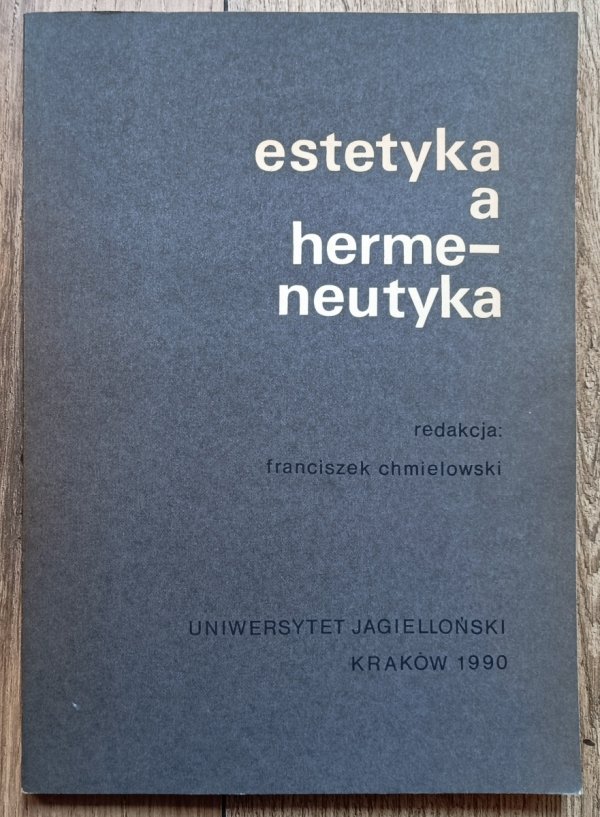 estetyka
a
herme-
neutyka
redakcja:
franciszek chmielowski
UNIWERSYTET JAGIELLOŃSKI
KRAKÓW 1990